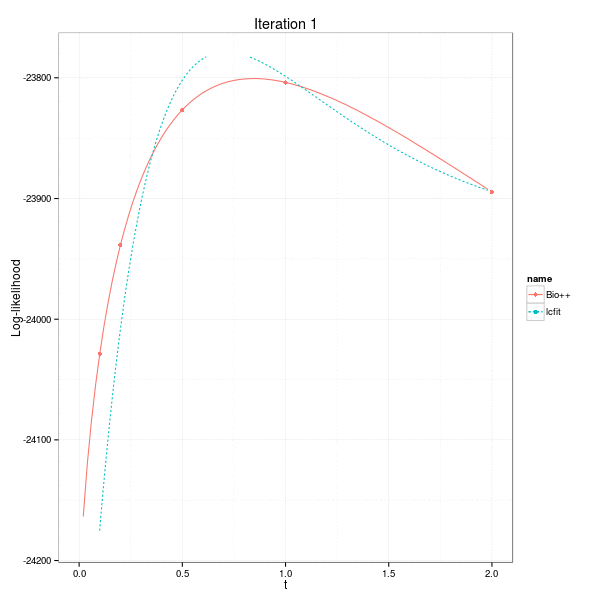 Iteration 1
Log-likelihood
-23800
-23900
-24000
-24100
-24200
0.0 0.5 1.0 1.5 2.0
t
name
Bio++
lcfit